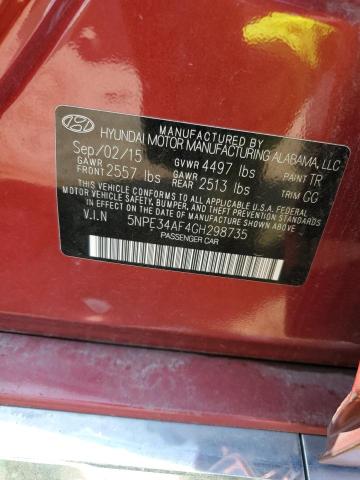 MANUFACTURED BY
HYUNDAI MOTOR MANUFACTURING ALABAMA, LLC
Sep/02/15 GVWR 4497 lbs PAINT TR
GAWR FRONT 2557 lbs GAWR REAR 2513 lbs TRIM CG
THIS VEHICLE CONFORMS TO ALL APPLICABLE U.S.A. FEDERAL
MOTOR VEHICLE SAFETY, BUMPER, AND THEFT PREVENTION STANDARDS
IN EFFECT ON THE DATE OF MANUFACTURE SHOWN ABOVE.
V.I.N 5NPE34AF4GH298735
PASSENGER CAR